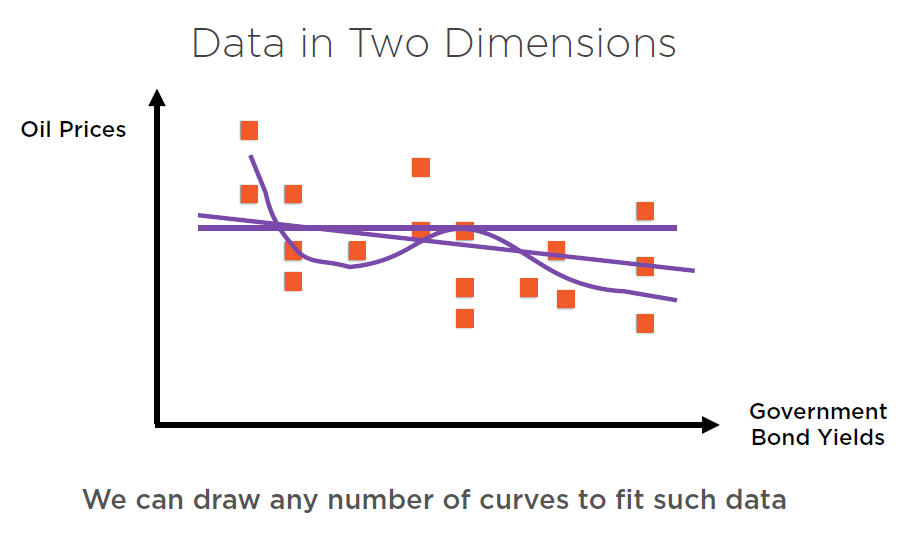 Data in Two Dimensions
Oil Prices
Government
Bond Yields
We can draw any number of curves to fit such data